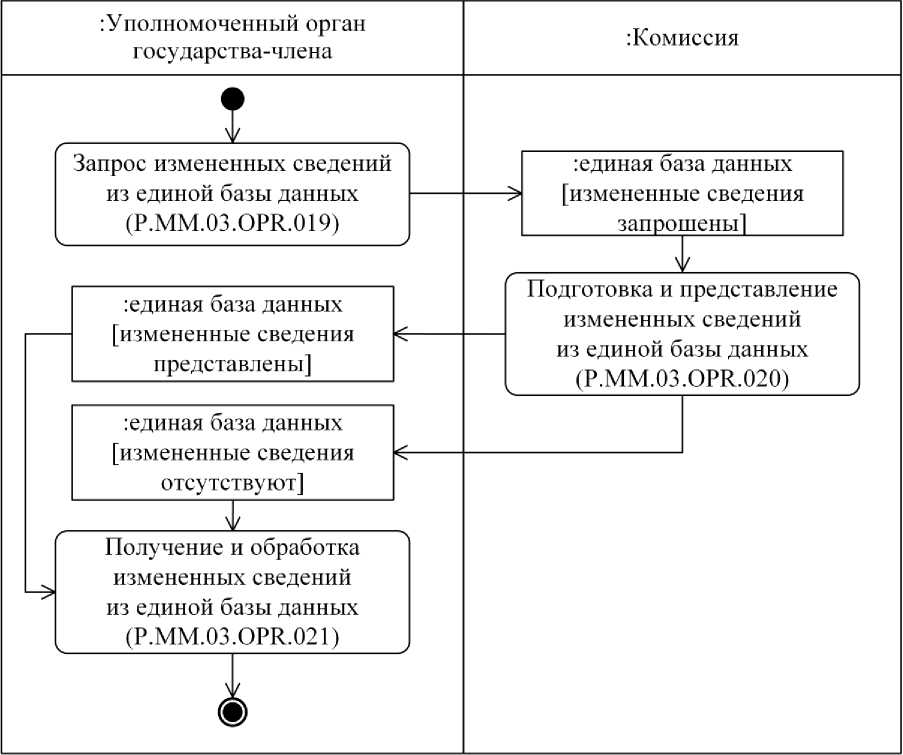 :Уполномоченный орган
государства-члена
:Комиссия
Запрос измененных сведений
из единой базы данных
(P.MM.03.OPR.019)
:единая база данных
[измененные сведения
запрошены]
Подготовка и представление
измененных сведений
из единой базы данных
(P.MM.03.OPR.020)
:единая база данных
[измененные сведения
представлены]
:единая база данных
[измененные сведения
отсутствуют]
Получение и обработка
измененных сведений
из единой базы данных
(P.MM.03.OPR.021)